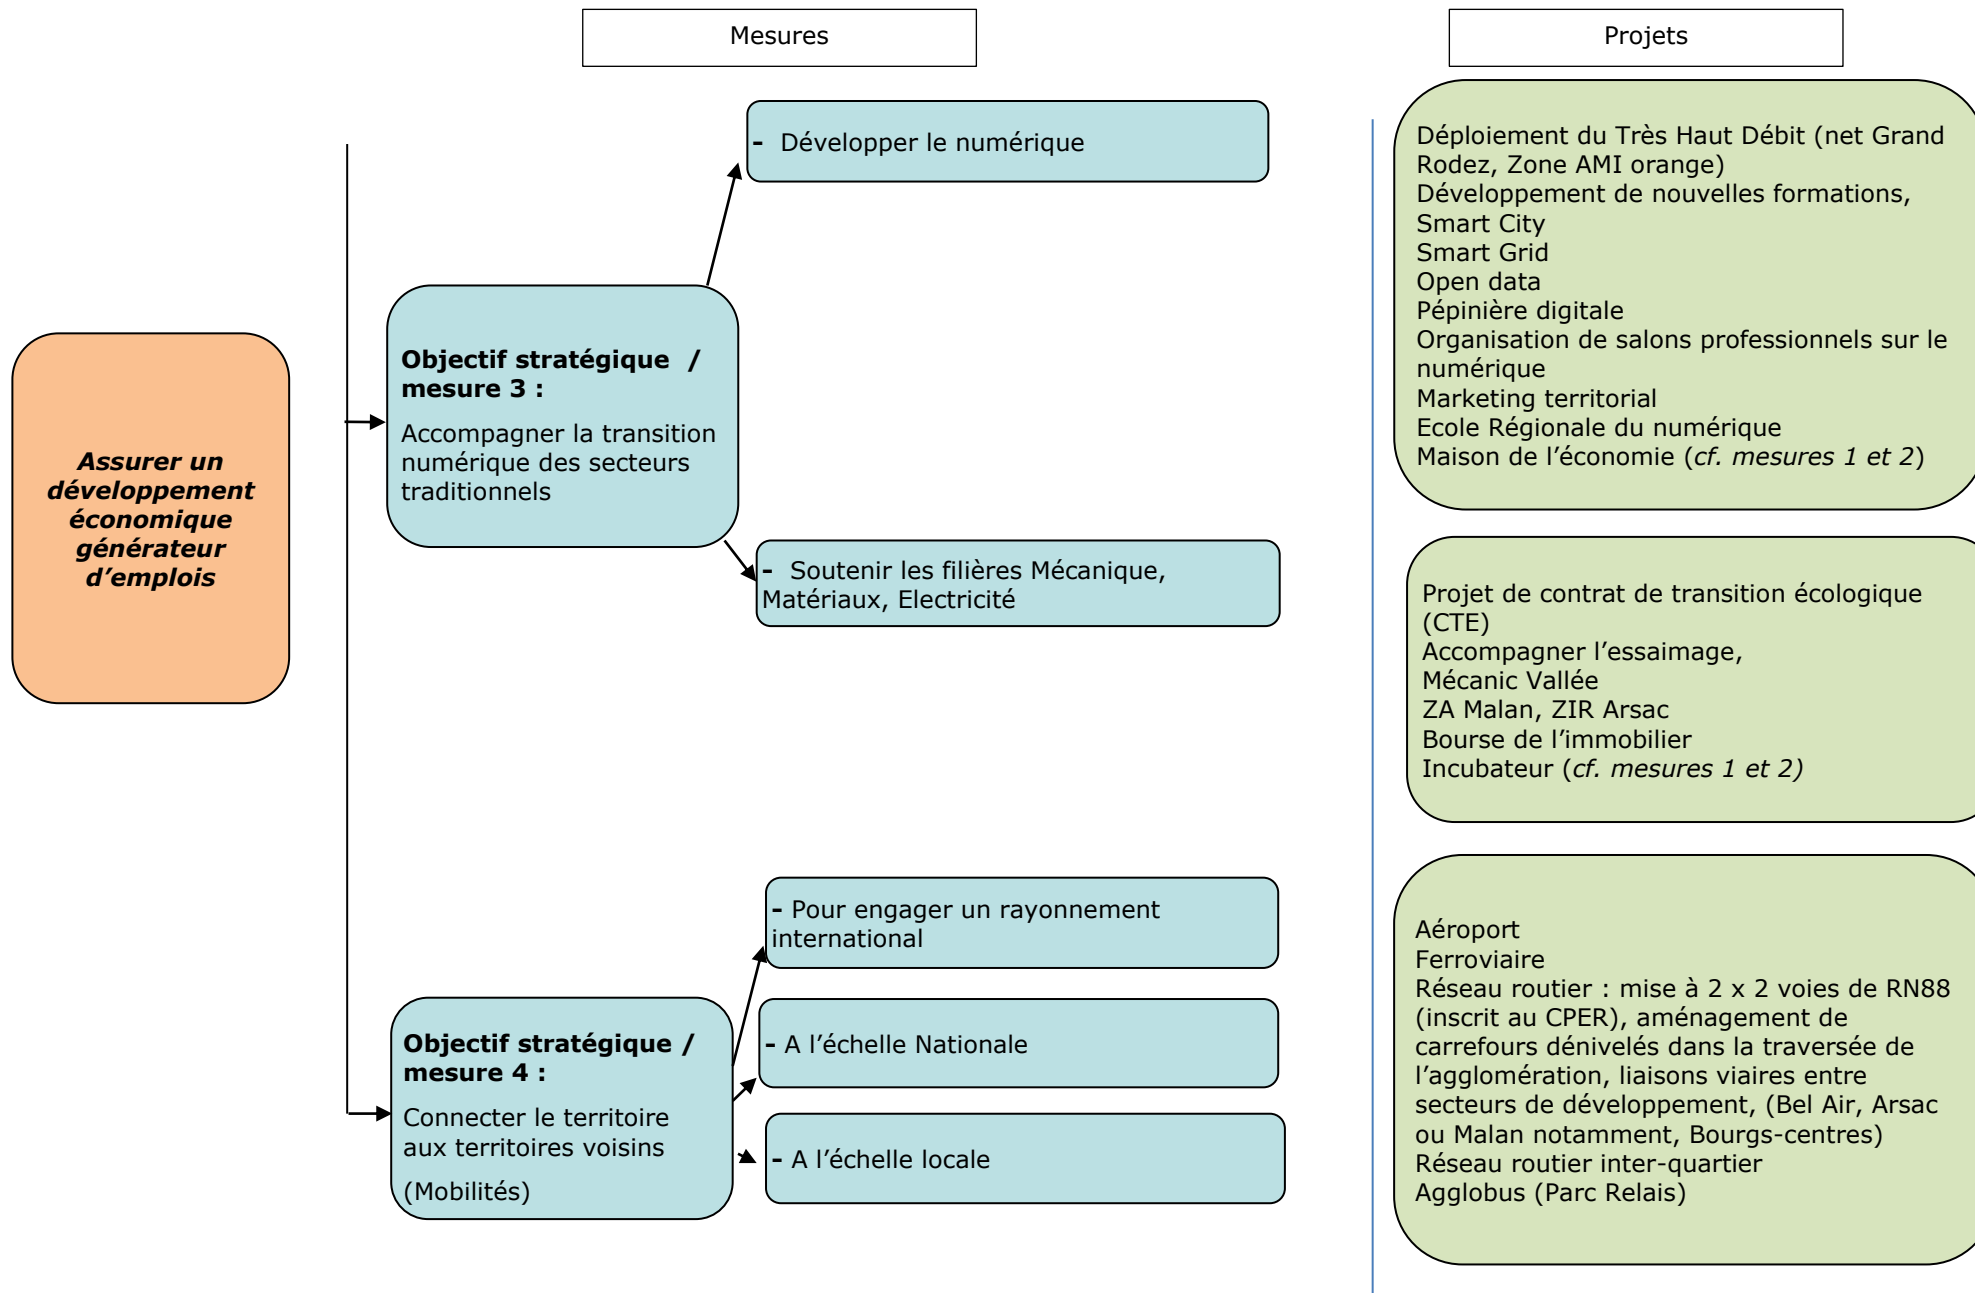 Mesures
Projets
Assurer un
développement
économique
générateur
d’emplois
Objectif stratégique /
mesure 3 :
Accompagner la transition
numérique des secteurs
traditionnels
- Développer le numérique
- Soutenir les filières Mécanique,
Matériaux, Electricité
Déploiement du Très Haut Débit (net Grand
Rodez, Zone AMI orange)
Développement de nouvelles formations,
Smart City
Smart Grid
Open data
Pépinière digitale
Organisation de salons professionnels sur le
numérique
Marketing territorial
Ecole Régionale du numérique
Maison de l’économie (cf. mesures 1 et 2)
Projet de contrat de transition écologique
(CTE)
Accompagner l’essaimage,
Mécanic Vallée
ZA Malan, ZIR Arsac
Bourse de l’immobilier
Incubateur (cf. mesures 1 et 2)
Objectif stratégique /
mesure 4 :
Connecter le territoire
aux territoires voisins
(Mobilités)
- Pour engager un rayonnement
international
- A l’échelle Nationale
- A l’échelle locale
Aéroport
Ferroviaire
Réseau routier : mise à 2 x 2 voies de RN88
(inscrit au CPER), aménagement de
carrefours dénivelés dans la traversée de
l’agglomération, liaisons viaires entre
secteurs de développement, (Bel Air, Arsac
ou Malan notamment, Bourgs-centres)
Réseau routier inter-quartier
Agglobus (Parc Relais)